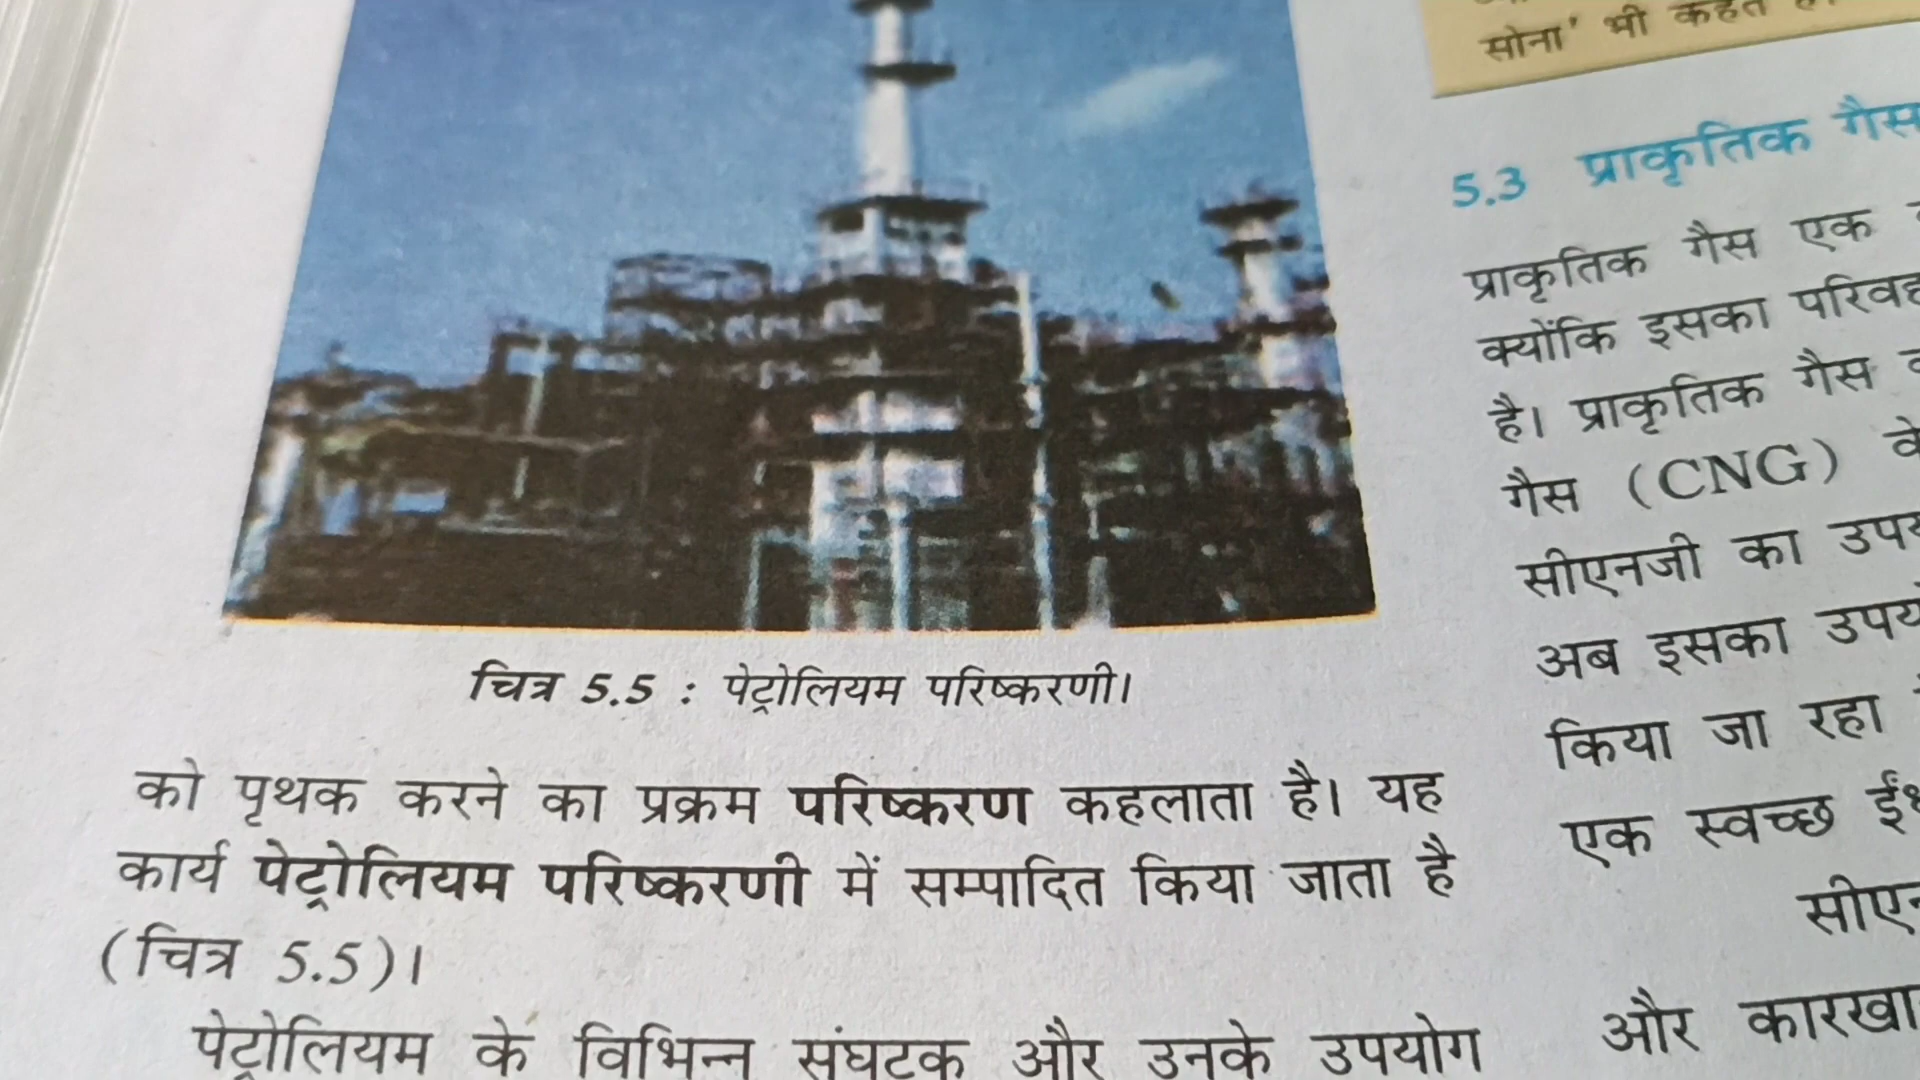 चित्र 5.5 : पेट्रोलियम परिष्करणी।
को पृथक करने का प्रक्रम परिष्करण कहलाता है। यह
कार्य पेट्रोलियम परिष्करणी में सम्पादित किया जाता है
(चित्र 5.5)।
पेट्रोलियम के विभिन्न संघटक और उनके उपयोग
सोना' भी कहते
5.3 प्राकृतिक गैस
प्राकृतिक गैस एक
क्योंकि इसका
है। प्राकृतिक गैस
गैस (CNG)
सीएनजी का
अब इसका
किया जा रहा
एक स्वच्छ
और